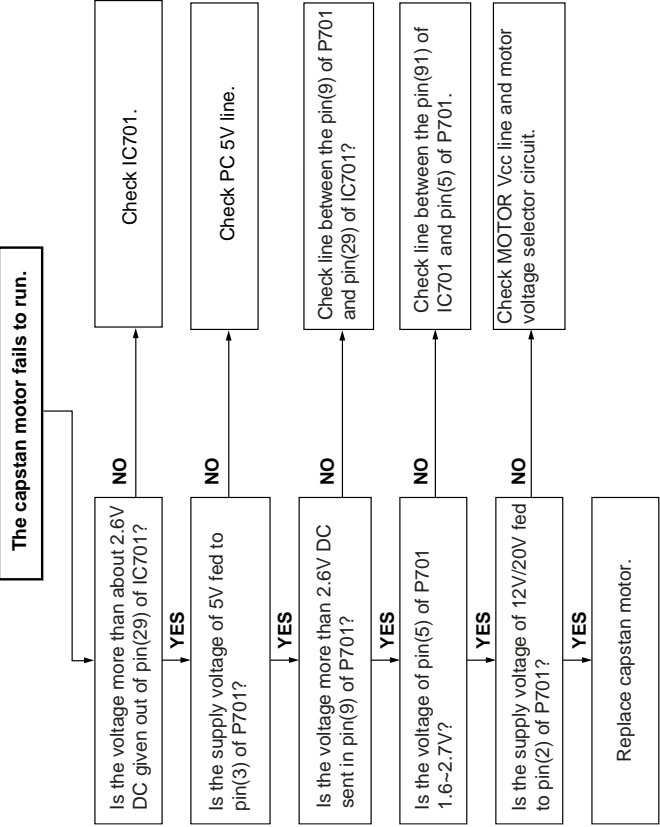 The capstan motor fails to run.
Is the voltage more than about 2.6V
DC given out of pin(29) of IC701?
NO
Check IC701.
YES
Is the supply voltage of 5V fed to
pin(3) of P701?
NO
Check PC 5V line.
YES
Is the voltage more than 2.6V DC
sent in pin(9) of P701?
NO
Check line between the pin(9) of P701
and pin(29) of IC701?
YES
Is the voltage of pin(5) of P701
1.6~2.7V?
NO
Check line between the pin(91) of
IC701 and pin(5) of P701.
YES
Is the supply voltage of 12V/20V fed
to pin(2) of P701?
NO
Check MOTOR Vcc line and motor
voltage selector circuit.
YES
Replace capstan motor.